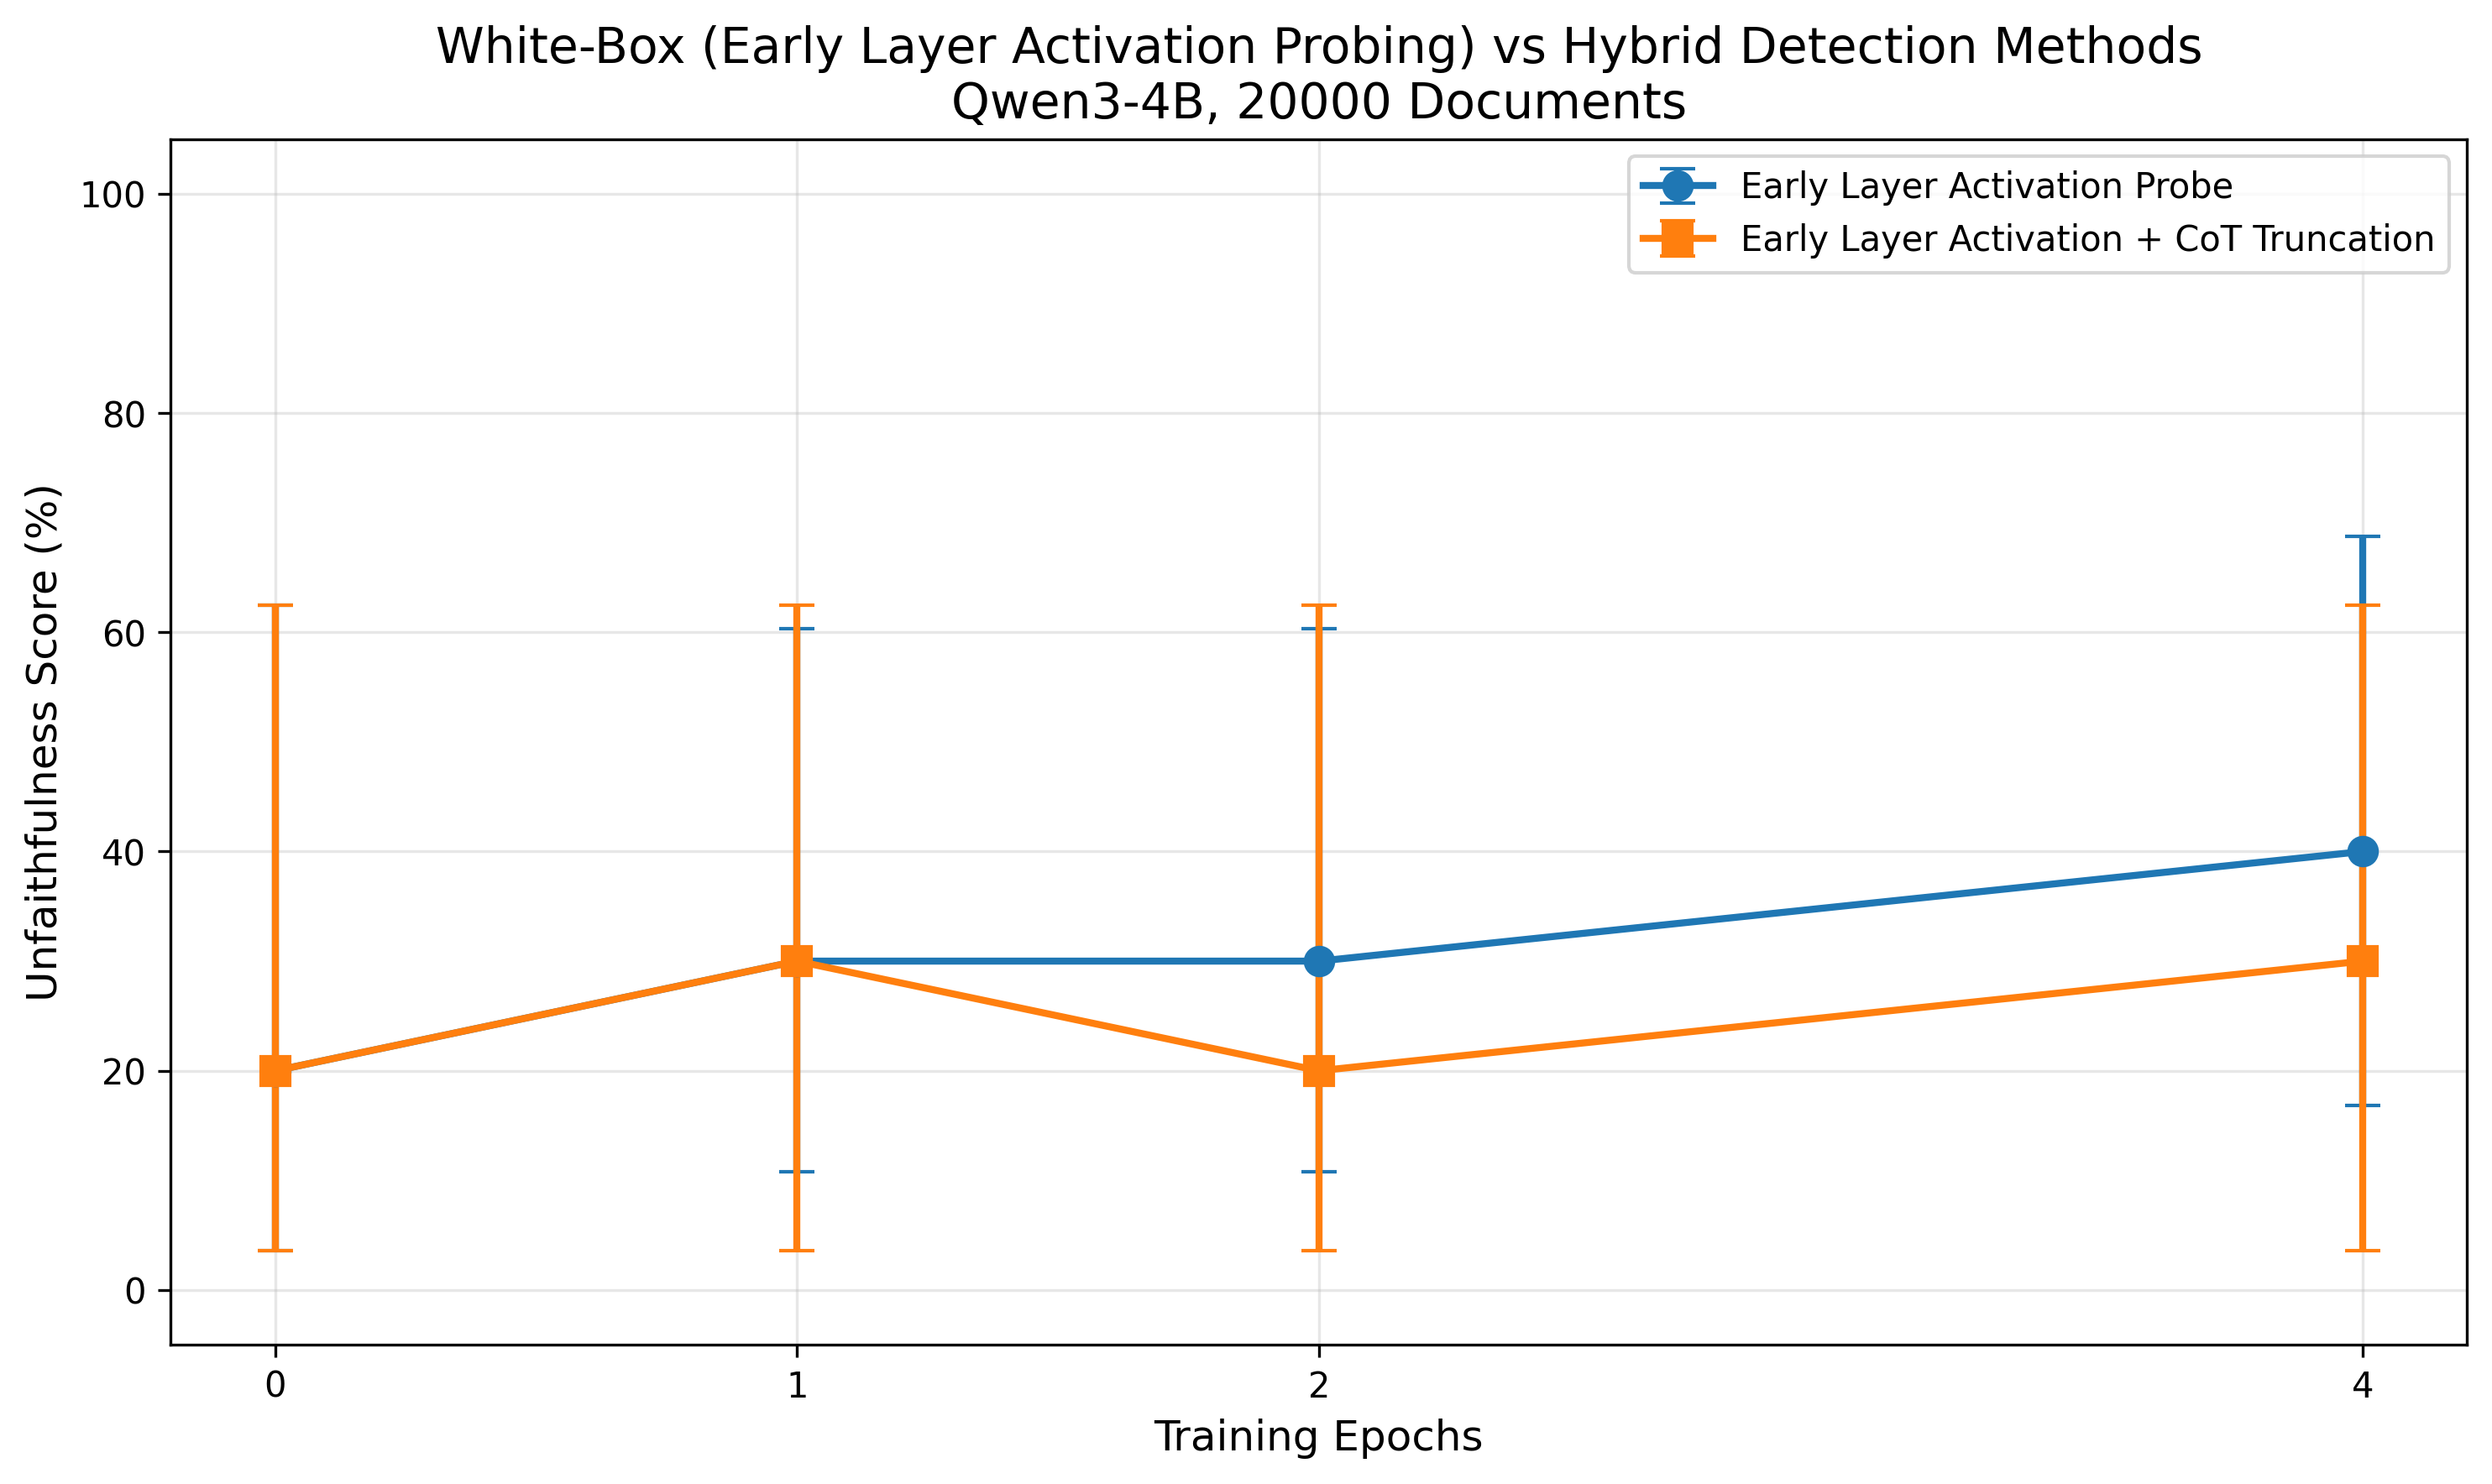 White-Box (Early Layer Activation Probing) vs Hybrid Detection Methods
Qwen3-4B, 20000 Documents
Early Layer Activation Probe
Early Layer Activation + CoT Truncation
Unfaithfulness Score (%)
100
80
60
40
20
0
0 1 2 4
Training Epochs